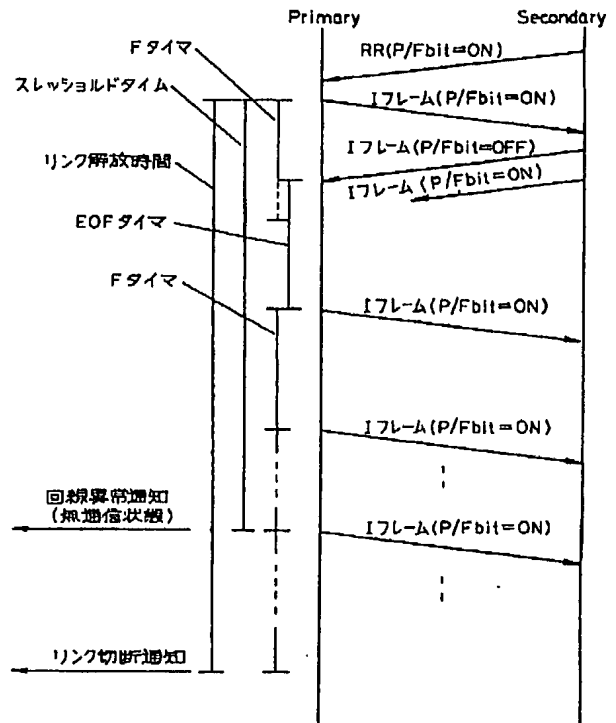 Primary
Secondary
Fタイマ
RR(P/Fbit=ON)
スレッショルドタイム
Iフレーム(P/Fbit=ON)
リンク解放時間
Iフレーム(P/Fbit=OFF)
Iフレーム(P/Fbit=ON)
EOFタイマ
Fタイマ
Iフレーム(P/Fbit=ON)
Iフレーム(P/Fbit=ON)
回線異常通知
(無通信状態)
Iフレーム(P/Fbit=ON)
リンク切断通知